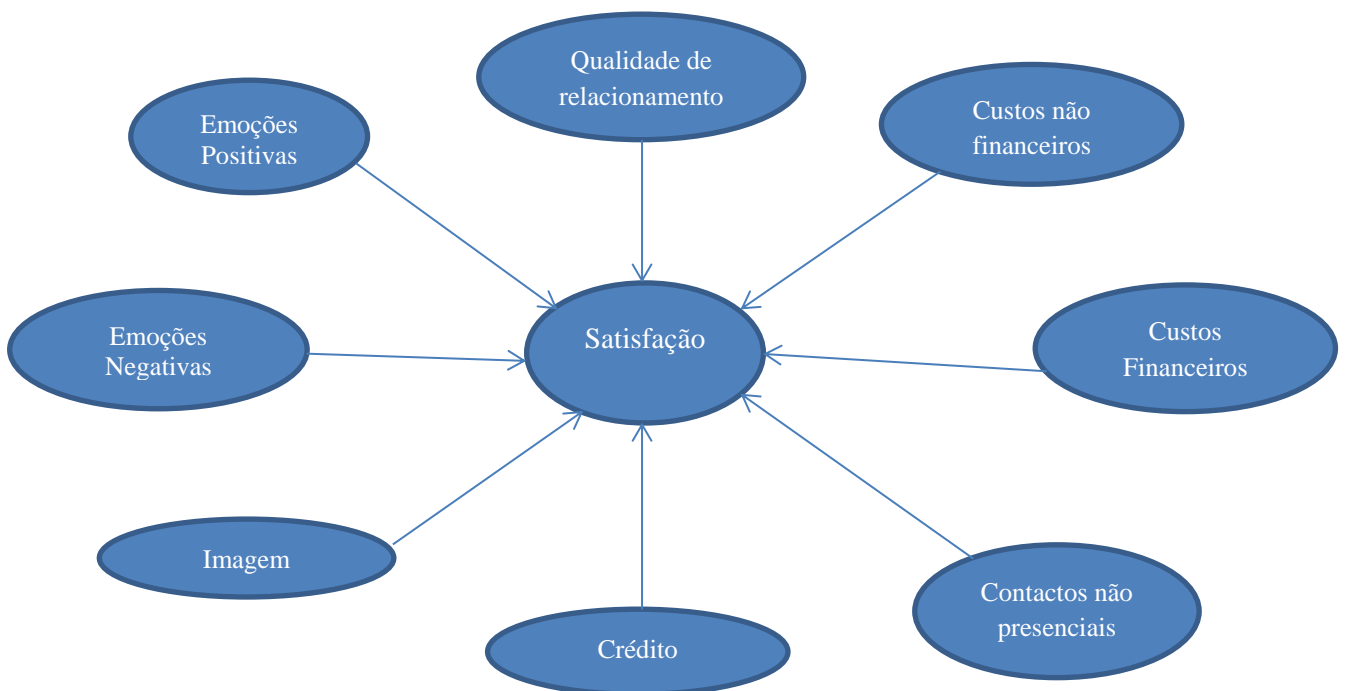 Qualidade de
relacionamento
Emoções
Positivas
Custos não
financeiros
Emoções
Negativas
Satisfação
Custos
Financeiros
Imagem
Crédito
Contactos não
presenciais